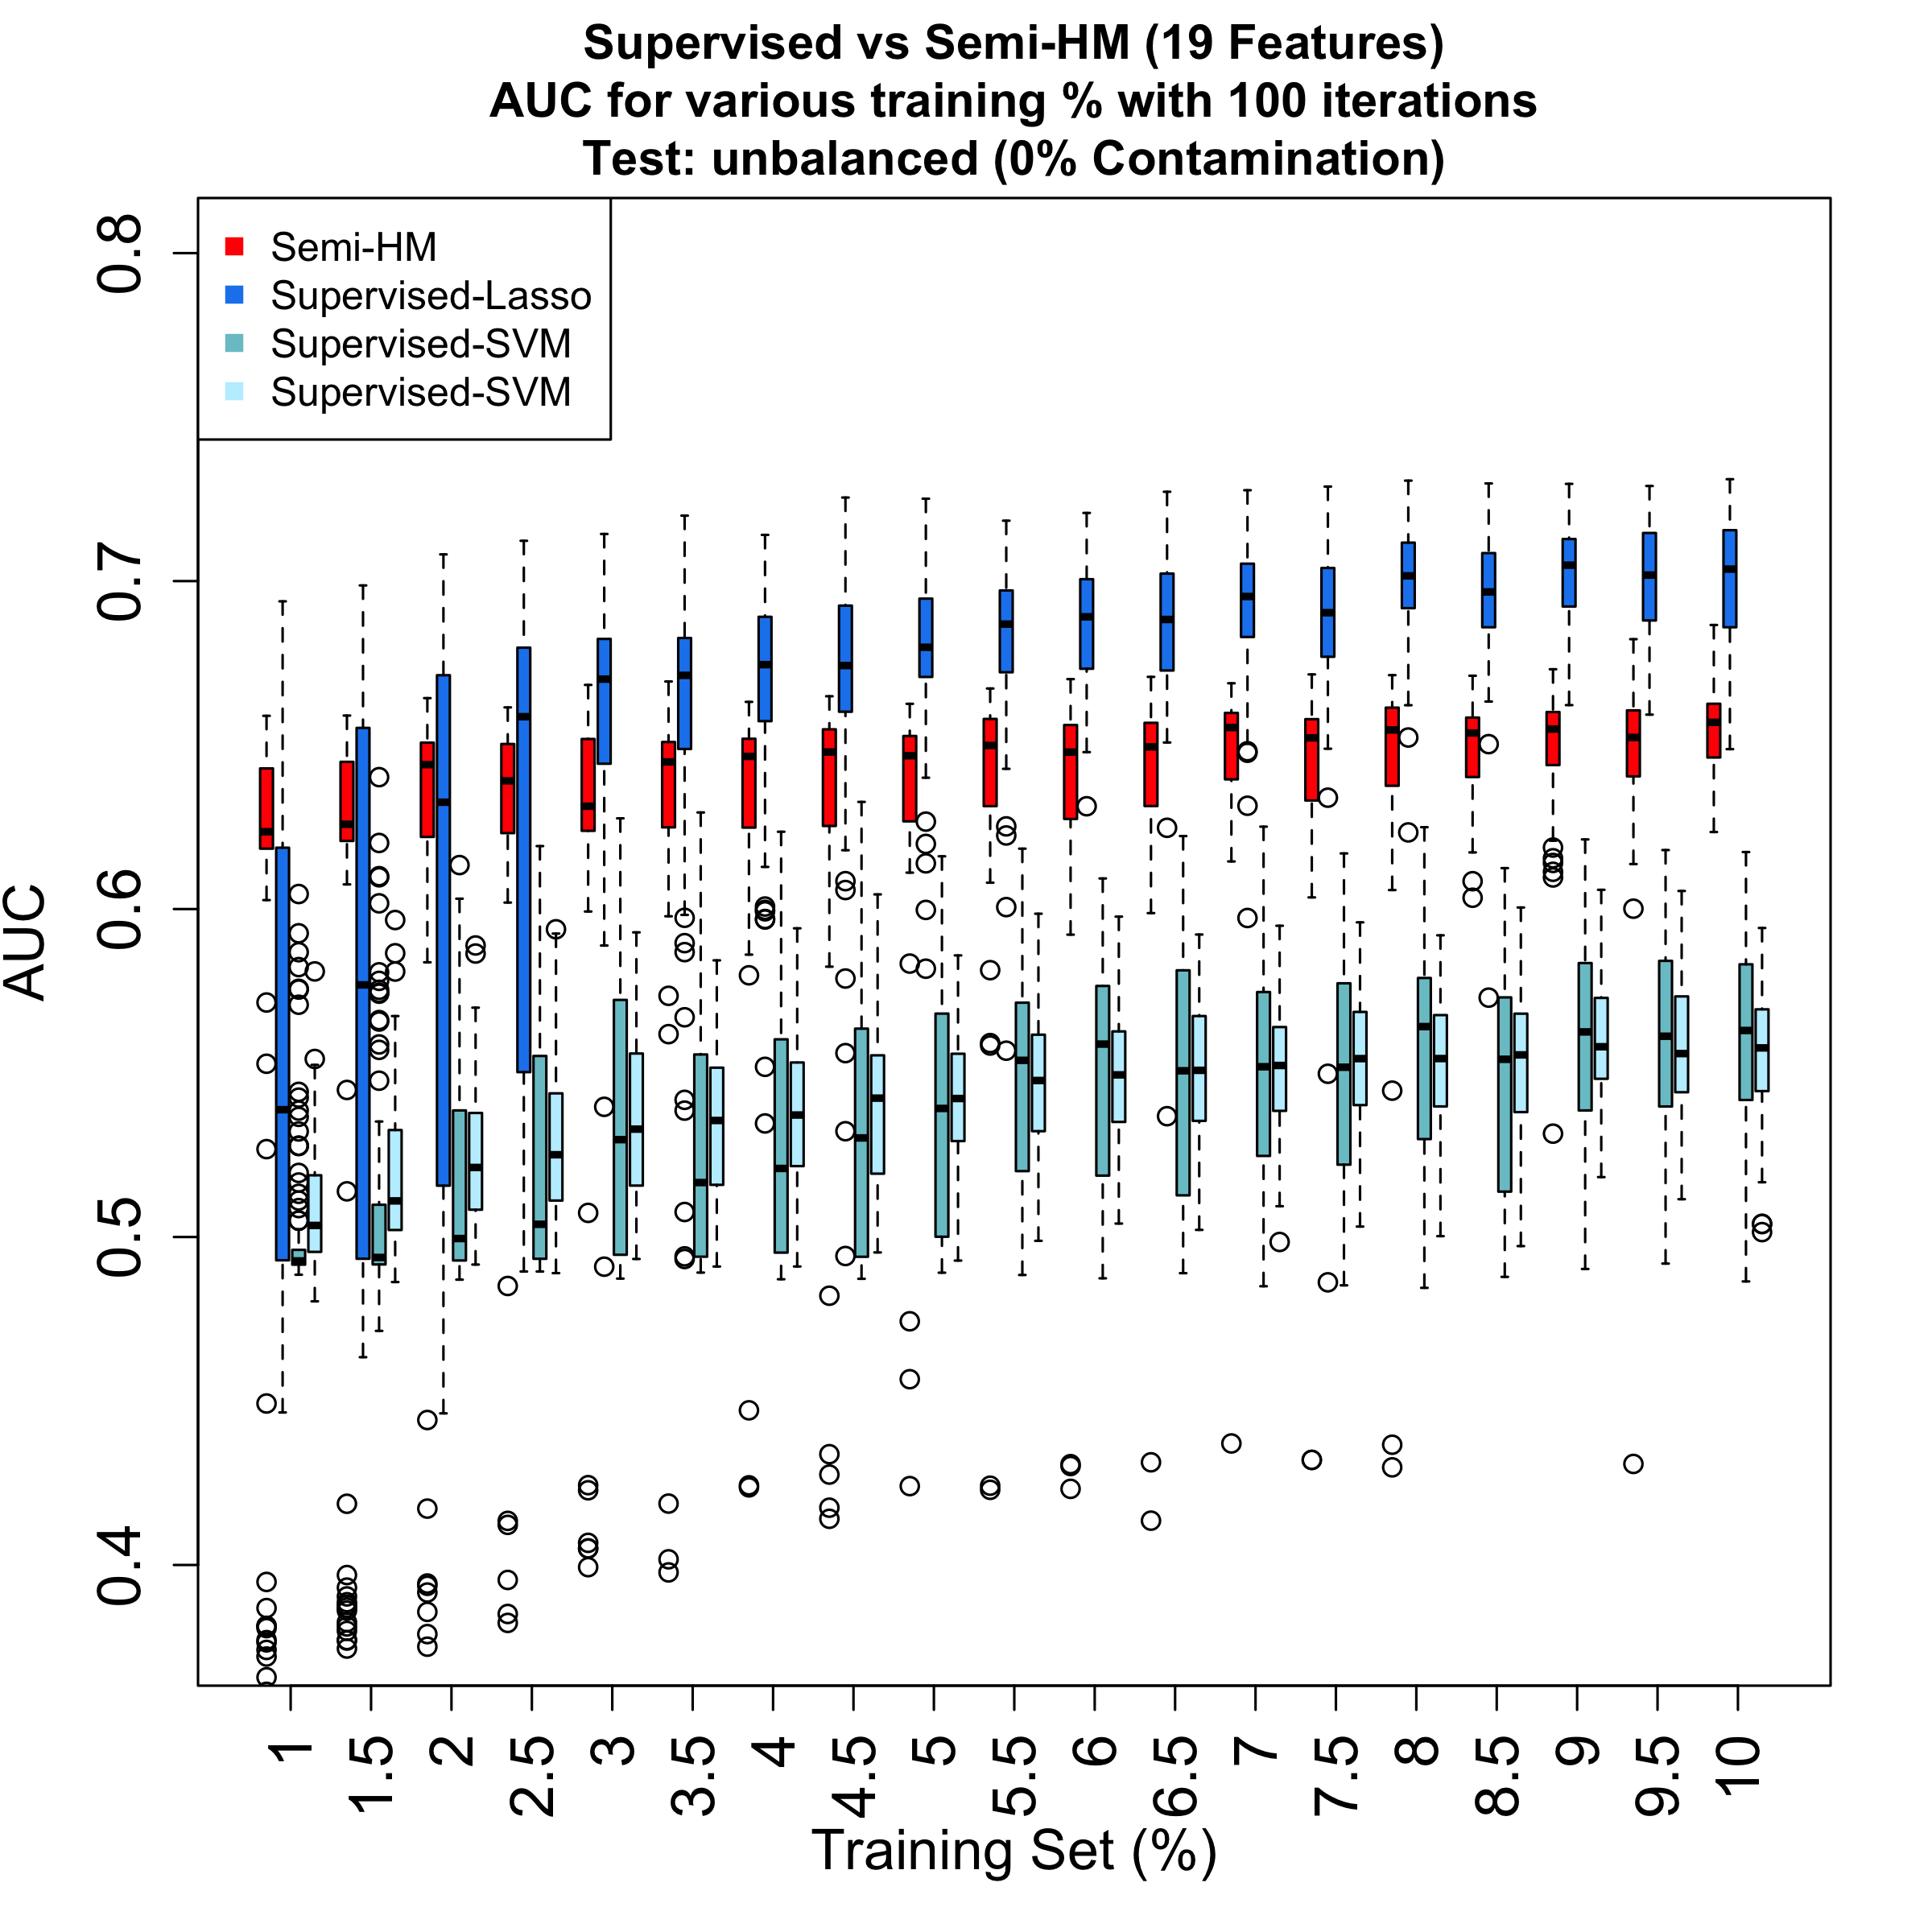 Supervised vs Semi-HM (19 Features)
AUC for various training % with 100 iterations
Test: unbalanced (0% Contamination)
Semi-HM
Supervised-Lasso
Supervised-SVM
Supervised-SVM
AUC
0.8
0.7
0.6
0.5
0.4
1
1.5
2
2.5
3
3.5
4
4.5
5
5.5
6
6.5
7
7.5
8
8.5
9
9.5
10
Training Set (%)